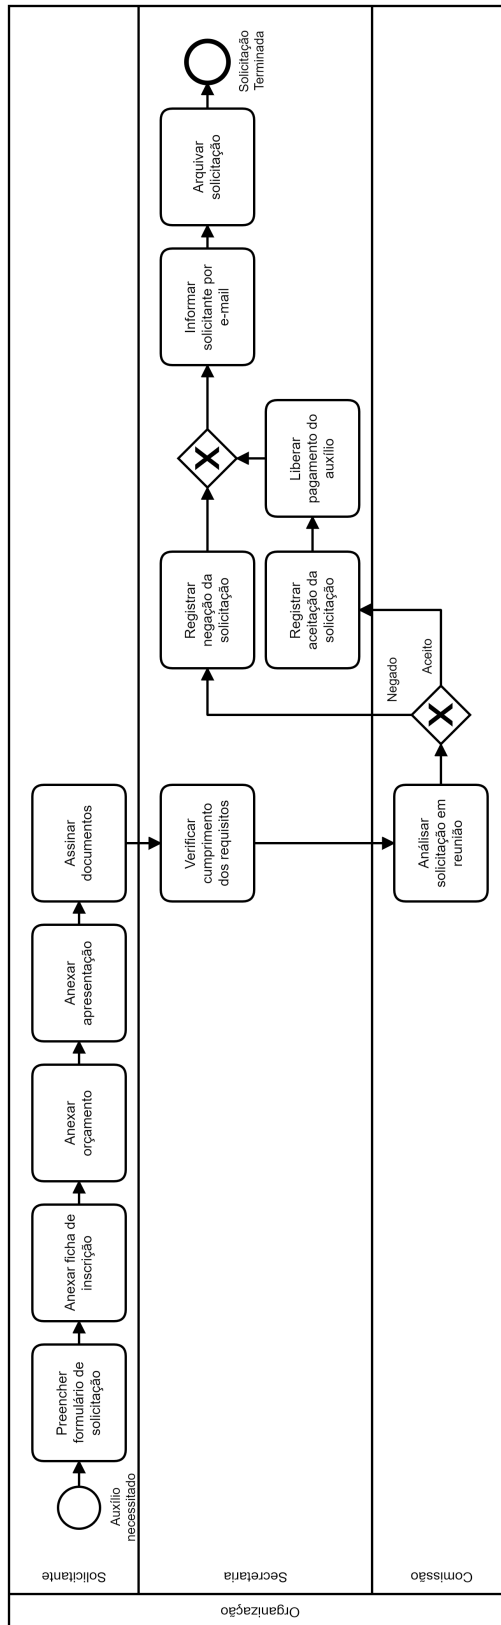 Organização
Solicitante
Auxílio
necessitado
Preencher
formulário de
solicitação
Anexar ficha de
inscrição
Anexar
orçamento
Anexar
apresentação
Assinar
documentos
Secretaria
Verificar
cumprimento
dos requisitos
Registrar
negação da
solicitação
Registrar
aceitação da
solicitação
Liberar
pagamento do
auxílio
Informar
solicitante por
e-mail
Arquivar
solicitação
Solicitação
Terminada
Comissão
Análisar
solicitação em
reunião
Negado
Aceito